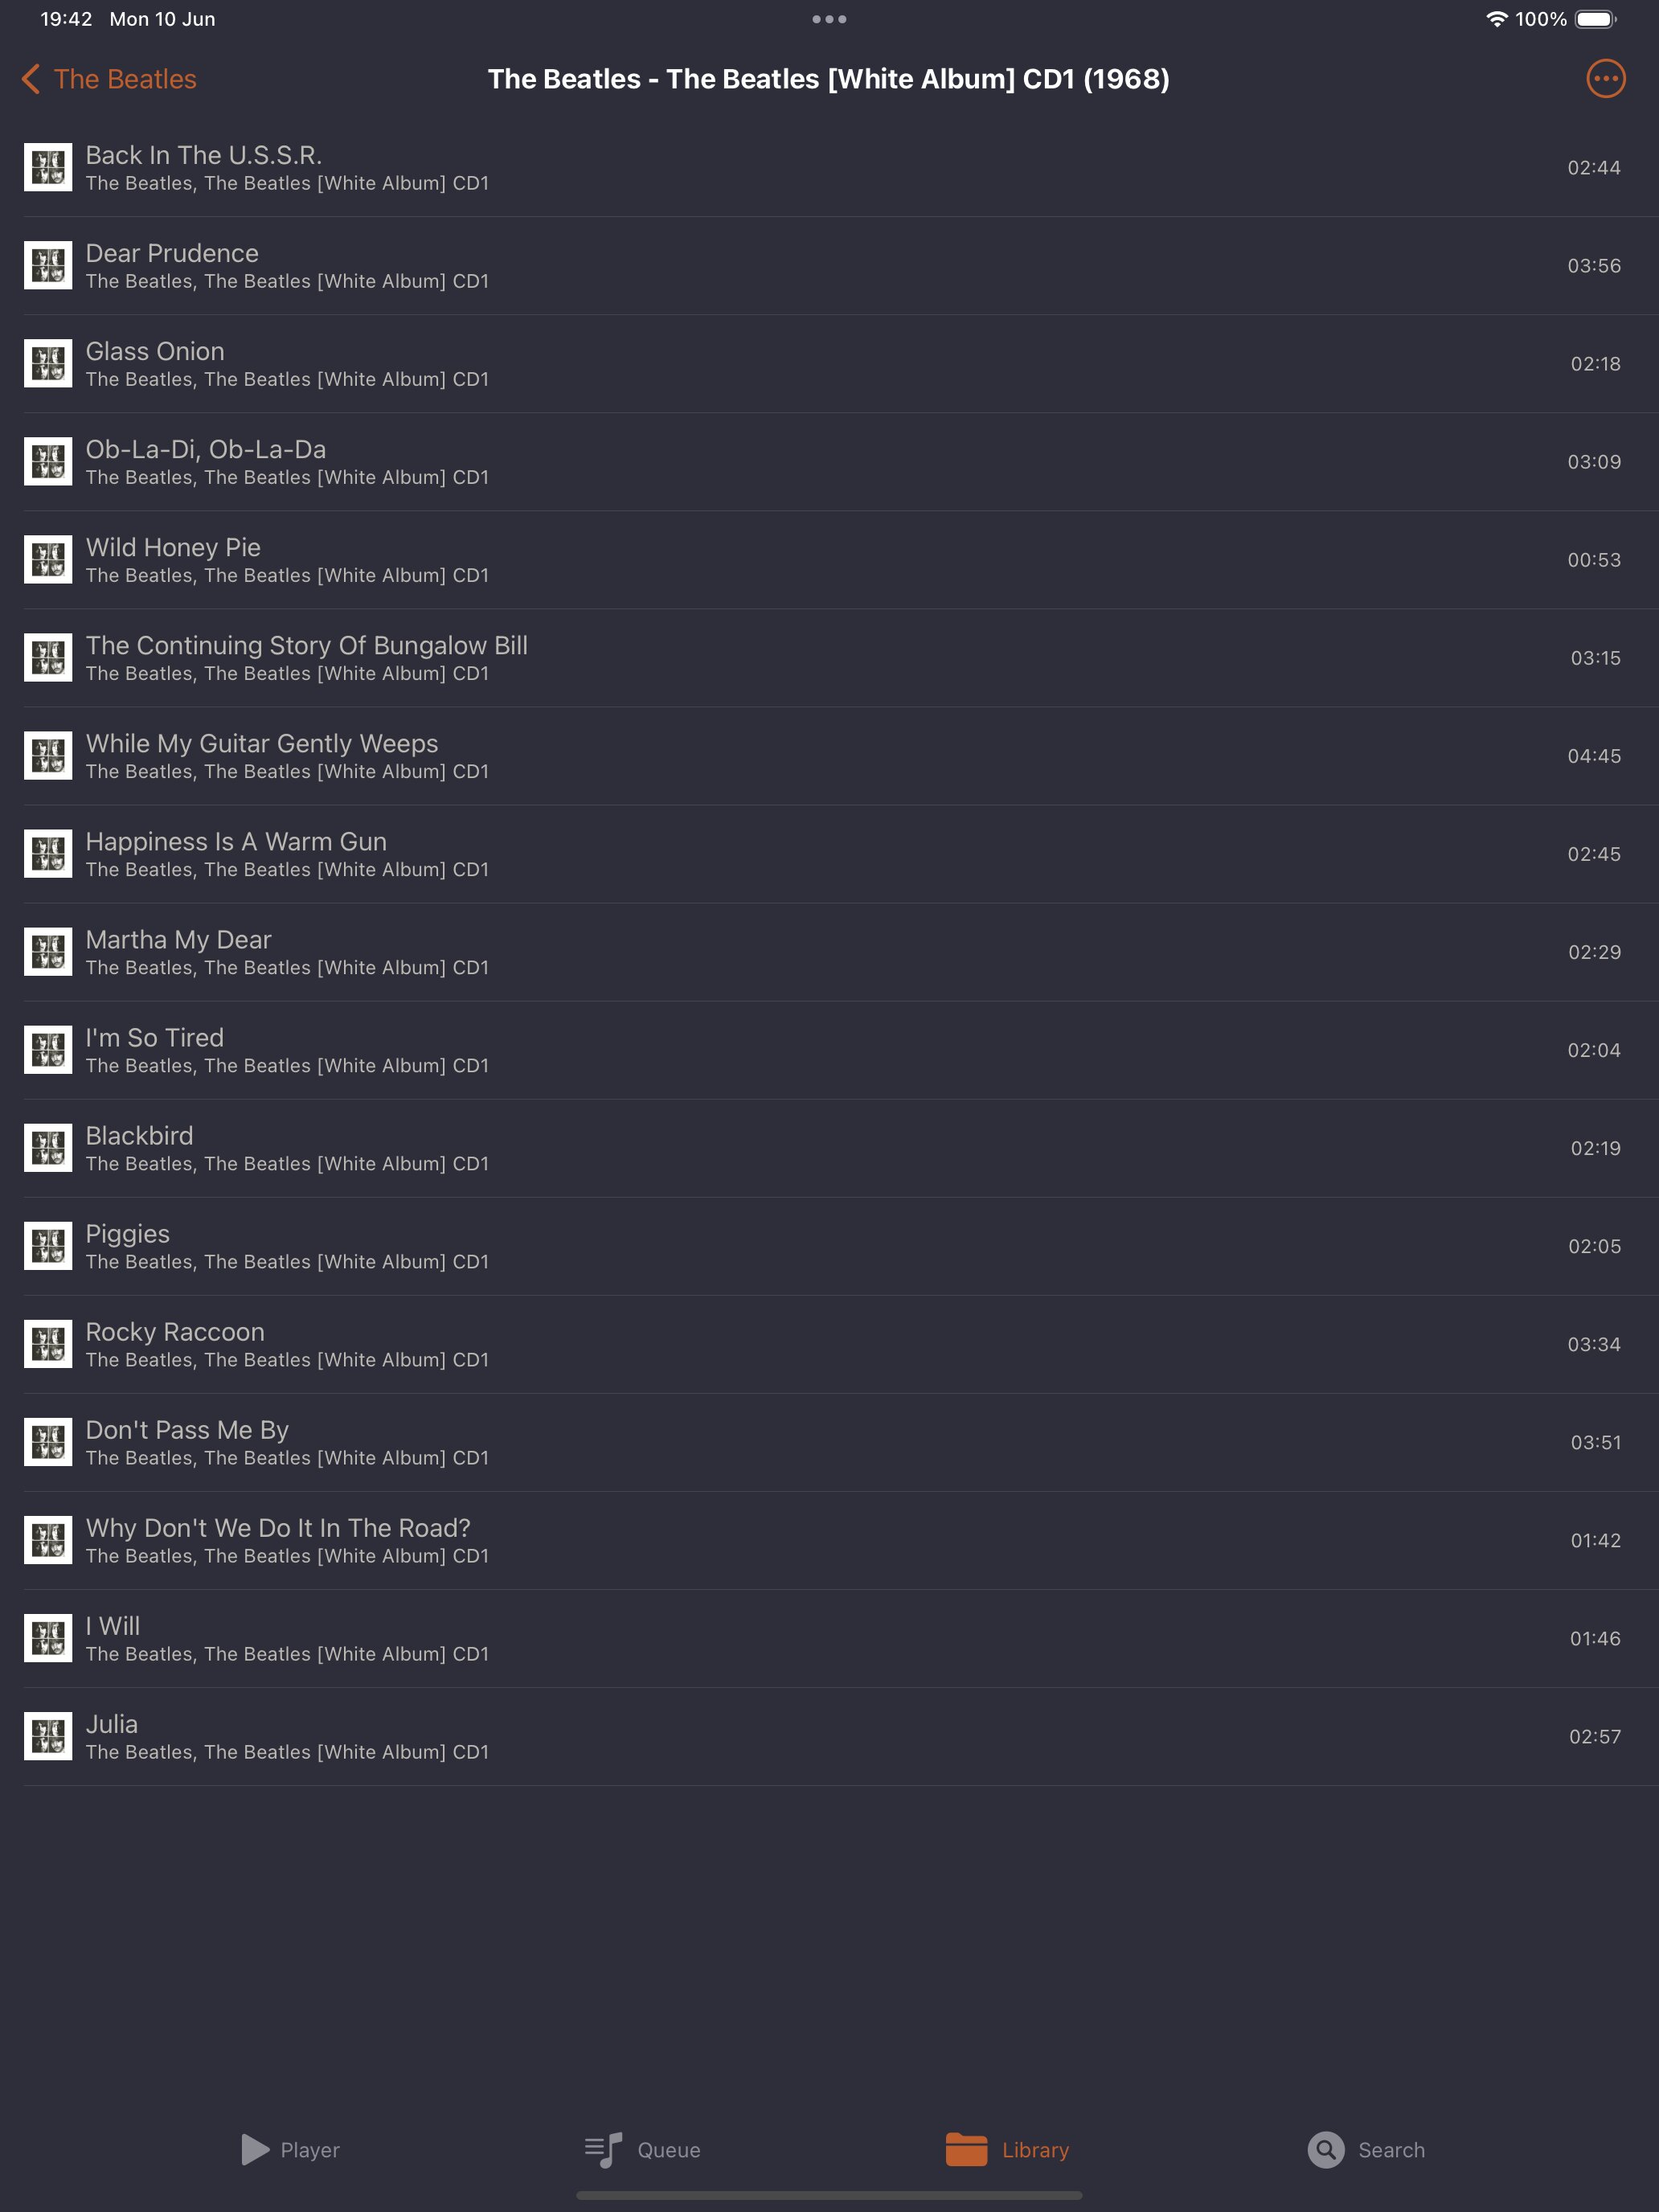 19:42 Mon 10 Jun 100%
The Beatles The Beatles - The Beatles [White Album] CD1 (1968)
Back In The U.S.S.R.
The Beatles, The Beatles [White Album] CD1
02:44
Dear Prudence
The Beatles, The Beatles [White Album] CD1
03:56
Glass Onion
The Beatles, The Beatles [White Album] CD1
02:18
Ob-La-Di, Ob-La-Da
The Beatles, The Beatles [White Album] CD1
03:09
Wild Honey Pie
The Beatles, The Beatles [White Album] CD1
00:53
The Continuing Story Of Bungalow Bill
The Beatles, The Beatles [White Album] CD1
03:15
While My Guitar Gently Weeps
The Beatles, The Beatles [White Album] CD1
04:45
Happiness Is A Warm Gun
The Beatles, The Beatles [White Album] CD1
02:45
Martha My Dear
The Beatles, The Beatles [White Album] CD1
02:29
I'm So Tired
The Beatles, The Beatles [White Album] CD1
02:04
Blackbird
The Beatles, The Beatles [White Album] CD1
02:19
Piggies
The Beatles, The Beatles [White Album] CD1
02:05
Rocky Raccoon
The Beatles, The Beatles [White Album] CD1
03:34
Don't Pass Me By
The Beatles, The Beatles [White Album] CD1
03:51
Why Don't We Do It In The Road?
The Beatles, The Beatles [White Album] CD1
01:42
I Will
The Beatles, The Beatles [White Album] CD1
01:46
Julia
The Beatles, The Beatles [White Album] CD1
02:57
Player Queue Library Search